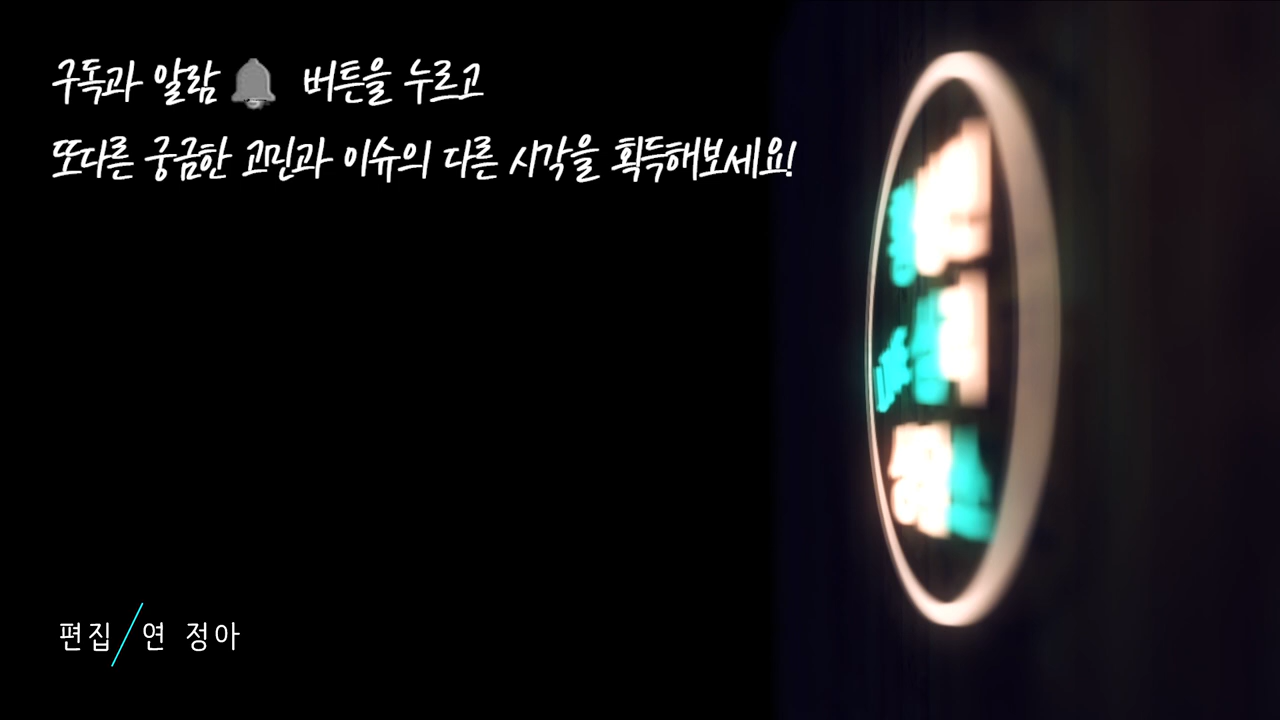 구독과 알람 버튼을 누르고
또다른 궁금한 고민과 이슈의 다른 시각을 획득해보세요!
편집/연 정아